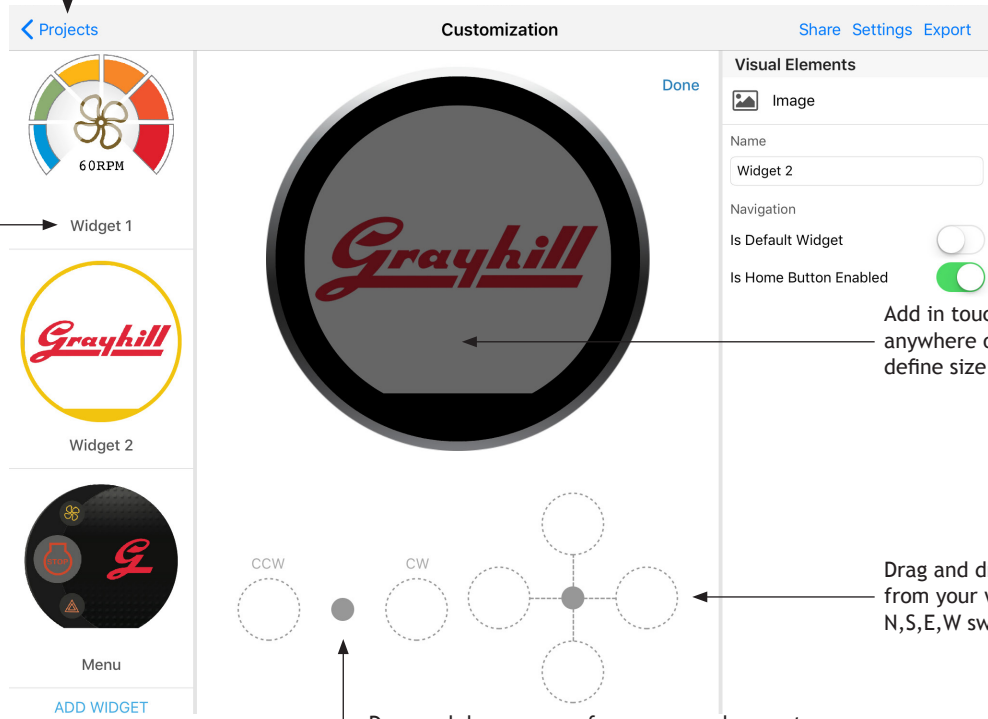 Projects
Customization
Share Settings Export
60RPM
Widget 1
Grayhill
Widget 2
STOP
Menu
ADD WIDGET
Done
Grayhill
CCW
CW
Visual Elements
Image
Name
Widget 2
Navigation
Is Default Widget
Is Home Button Enabled
Add in
anywhere
define size
Drag and
from your
N,S,E,W